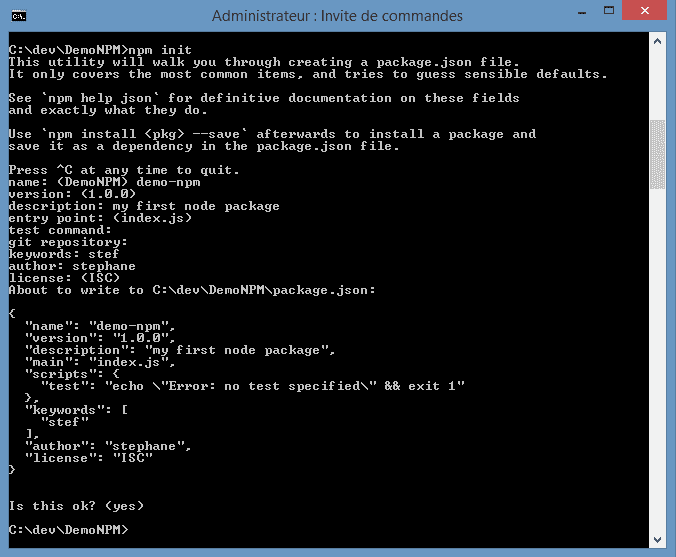 Administrateur : Invite de commandes
C:\dev\DemoNPM>npm init
This utility will walk you through creating a package.json file.
It only covers the most common items, and tries to guess sensible defaults.
See `npm help json` for definitive documentation on these fields
and exactly what they do.
Use `npm install <pkg> --save` afterwards to install a package and
save it as a dependency in the package.json file.
Press ^C at any time to quit.
name: (DemoNPM) demo-npm
version: (1.0.0)
description: my first node package
entry point: (index.js)
test command:
git repository:
keywords: stef
author: stephane
license: (ISC)
About to write to C:\dev\DemoNPM\package.json:
{
  "name": "demo-npm",
  "version": "1.0.0",
  "description": "my first node package",
  "main": "index.js",
  "scripts": {
    "test": "echo \"Error: no test specified\" && exit 1"
  },
  "keywords": [
    "stef"
  ],
  "author": "stephane",
  "license": "ISC"
}
Is this ok? (yes)
C:\dev\DemoNPM>